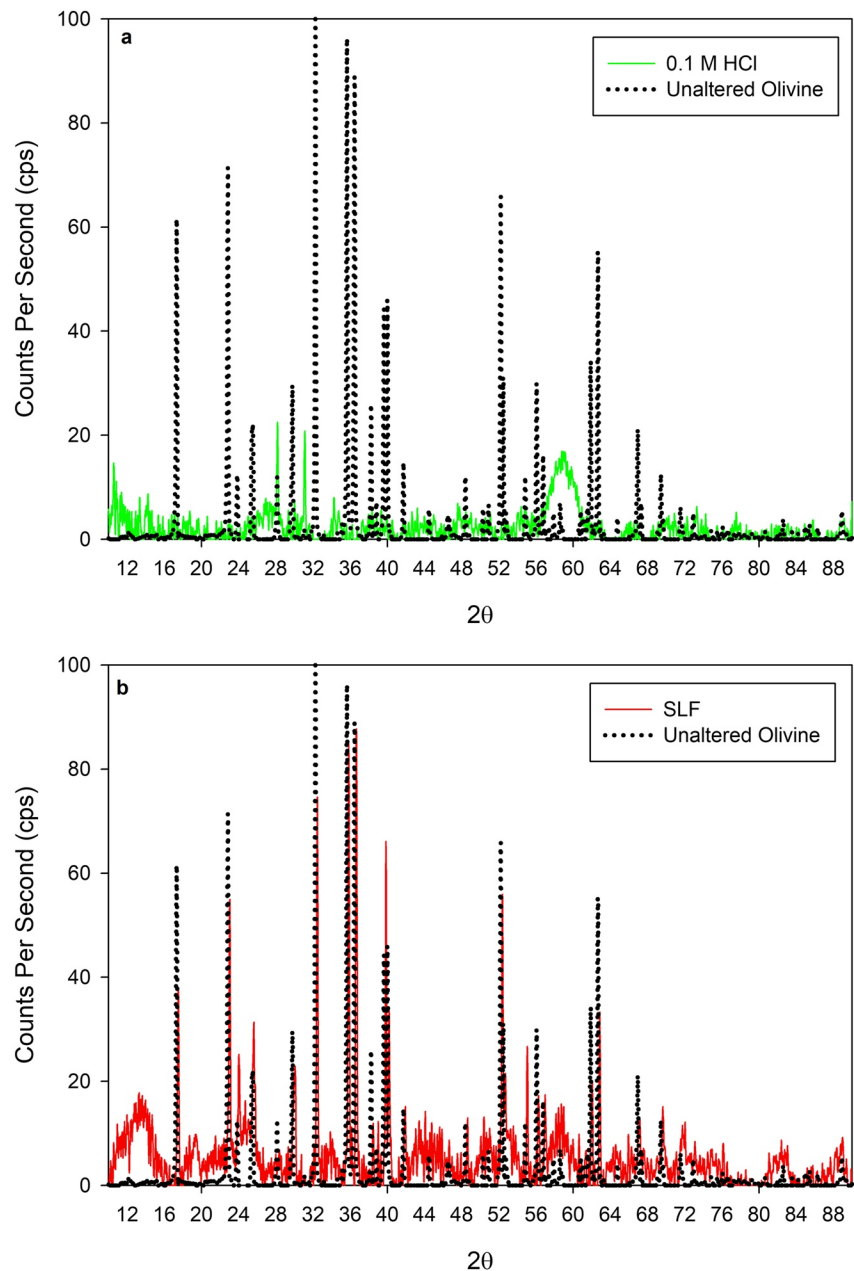 a
0.1 M HCl
Unaltered Olivine
100
80
60
40
20
0
Counts Per Second (cps)
12 16 20 24 28 32 36 40 44 48 52 56 60 64 68 72 76 80 84 88
2θ
b
SLF
Unaltered Olivine
100
80
60
40
20
0
Counts Per Second (cps)
12 16 20 24 28 32 36 40 44 48 52 56 60 64 68 72 76 80 84 88
2θ